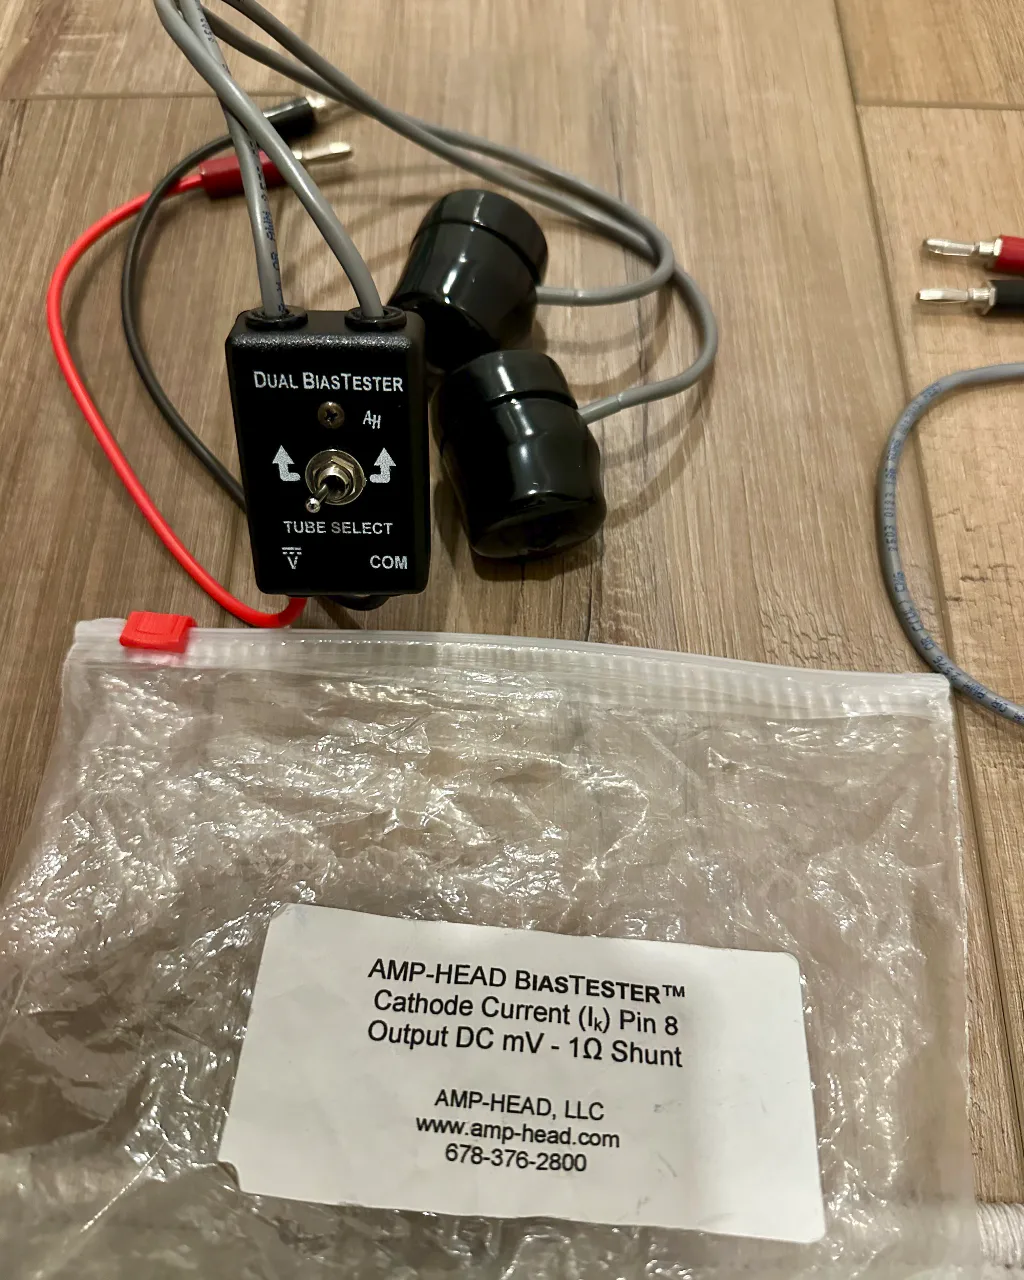 DUAL BIASTESTER
AH
TUBE SELECT
V
COM
AMP-HEAD BIASTESTER™
Cathode Current (Ik) Pin 8
Output DC mV - 1Ω Shunt
AMP-HEAD, LLC
www.amp-head.com
678-376-2800